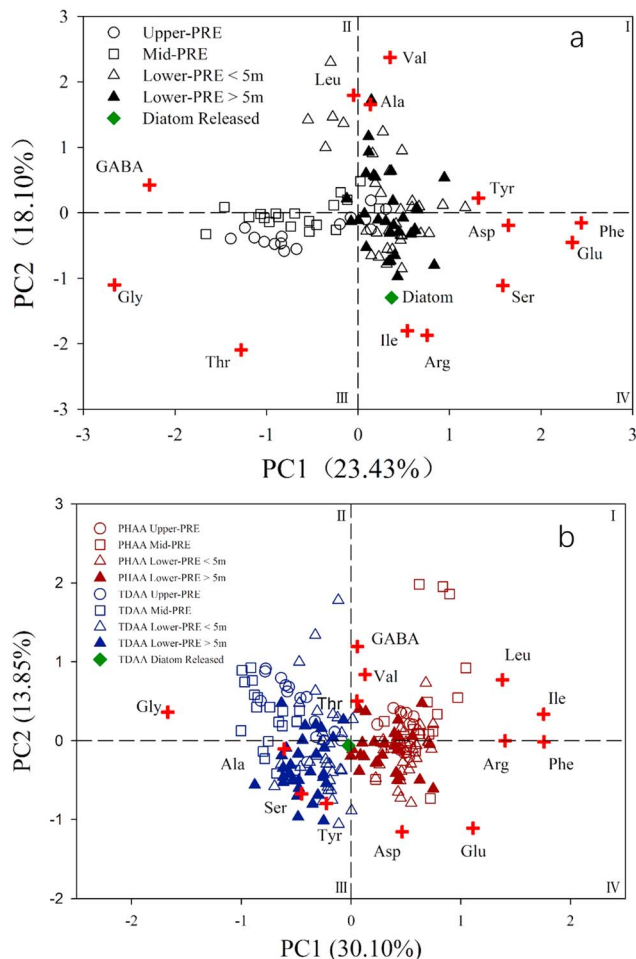 a
Upper-PRE
Mid-PRE
Lower-PRE < 5m
Lower-PRE > 5m
Diatom Released
II
I
III
IV
Val
Leu
Ala
GABA
Tyr
Asp
Phe
Glu
Gly
Ser
Diatom
Ile
Arg
Thr
3
2
1
0
-1
-2
-3
PC2 (18.10%)
-3
-2
-1
0
1
2
3
PC1 (23.43%)
b
PHAA Upper-PRE
PHAA Mid-PRE
PHAA Lower-PRE < 5m
PHAA Lower-PRE > 5m
TDAA Upper-PRE
TDAA Mid-PRE
TDAA Lower-PRE < 5m
TDAA Lower-PRE > 5m
TDAA Diatom Released
II
I
III
IV
GABA
Val
Leu
Thr
Gly
Ile
Ala
Arg
Phe
Ser
Tyr
Asp
Glu
3
2
1
0
-1
-2
PC2 (13.85%)
-2
-1
0
1
2
PC1 (30.10%)